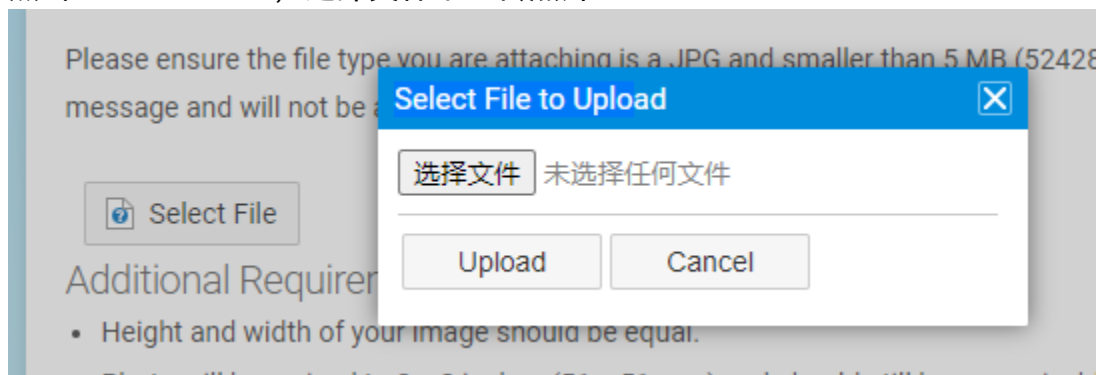 Please ensure the file type you are attaching is a JPG and smaller than 5 MB (52428
message and will not be
Select File to Upload
选择文件 未选择任何文件
Select File
Upload Cancel
Additional Requirer
• Height and width of your image should be equal.